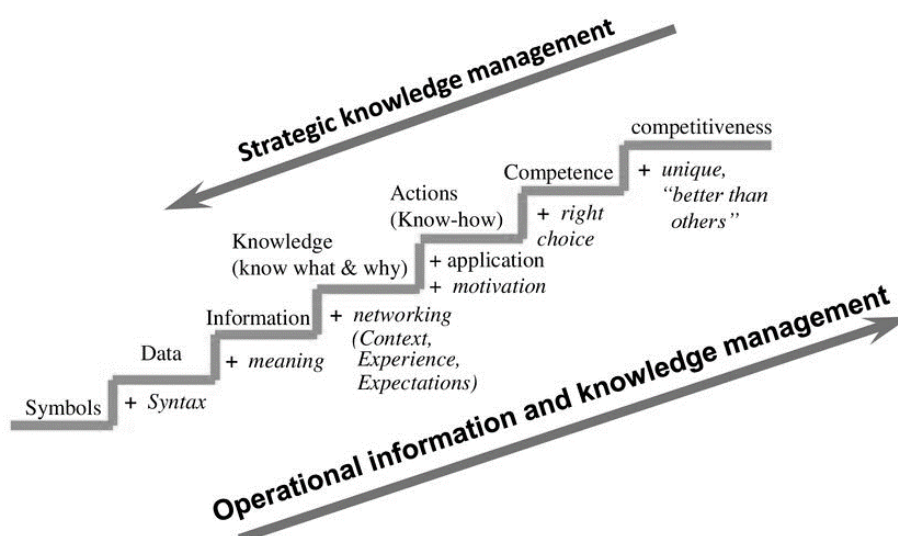 Strategic knowledge management
competitiveness
+ unique,
“better than
others”
Competence
+ right
choice
Actions
(Know-how)
+ application
+ motivation
Knowledge
(know what & why)
+ networking
(Context,
Experience,
Expectations)
Information
+ meaning
Data
+ Syntax
Symbols
Operational information and knowledge management